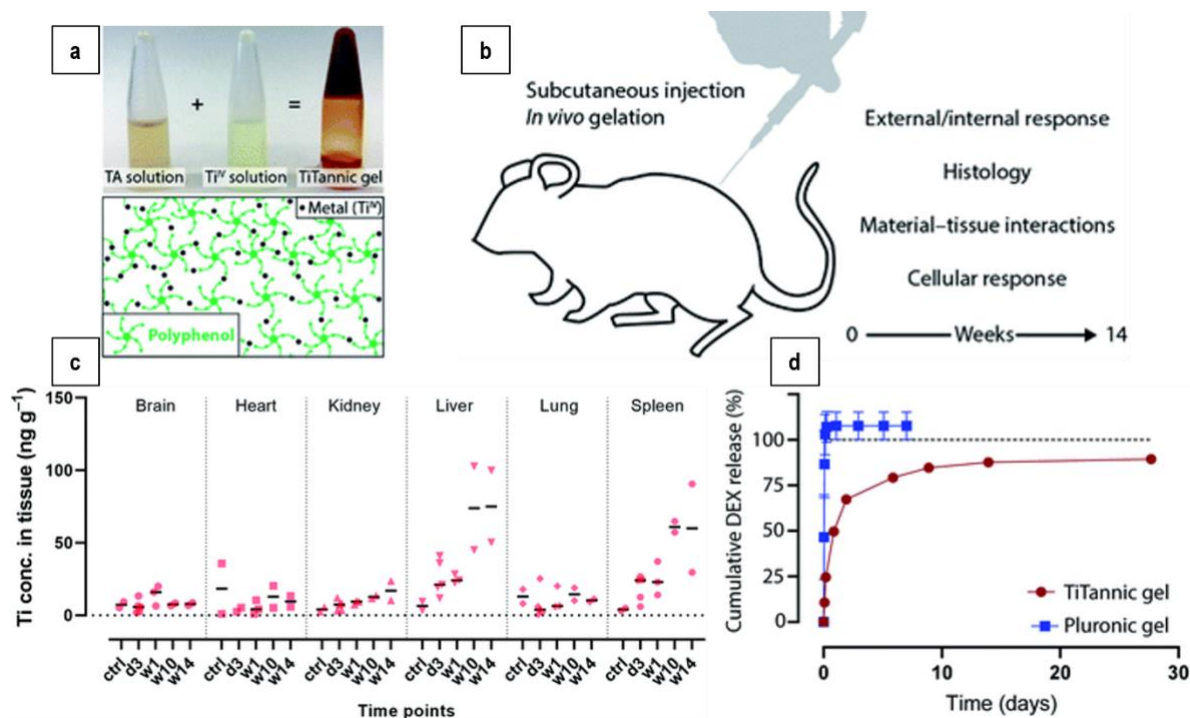 a
+
=
TA solution
Tiᴵⱽ solution
TiTannic gel
Metal (Tiᴵⱽ)
Polyphenol
b
Subcutaneous injection
In vivo gelation
External/internal response
Histology
Material–tissue interactions
Cellular response
0
Weeks
14
c
Ti conc. in tissue (ng g⁻¹)
150
100
50
0
Brain
Heart
Kidney
Liver
Lung
Spleen
ctrl d3 w1 w10 w14
ctrl d3 w1 w10 w14
ctrl d3 w1 w10 w14
ctrl d3 w1 w10 w14
ctrl d3 w1 w10 w14
ctrl d3 w1 w10 w14
Time points
d
Cumulative DEX release (%)
100
75
50
25
0
TiTannic gel
Pluronic gel
0
10
20
30
Time (days)